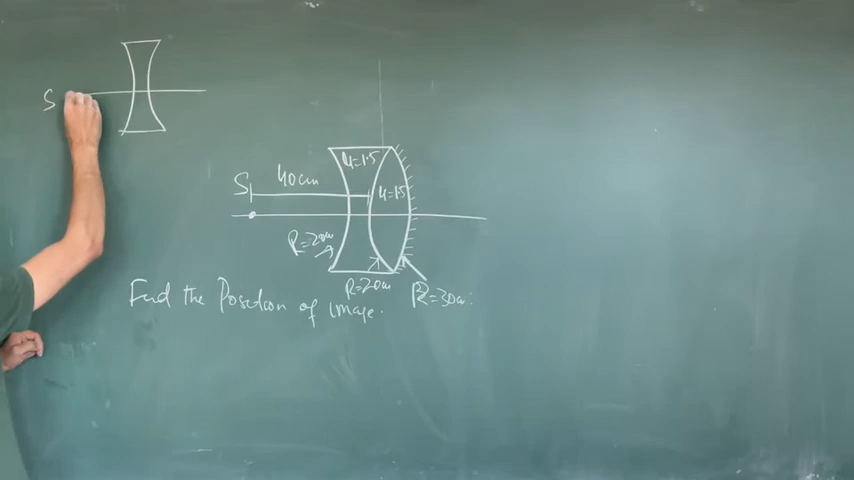 S
S
40cm
μ=1.5
μ=1.5
R=20cm
R=20cm
R=30cm
Find the Position of image.